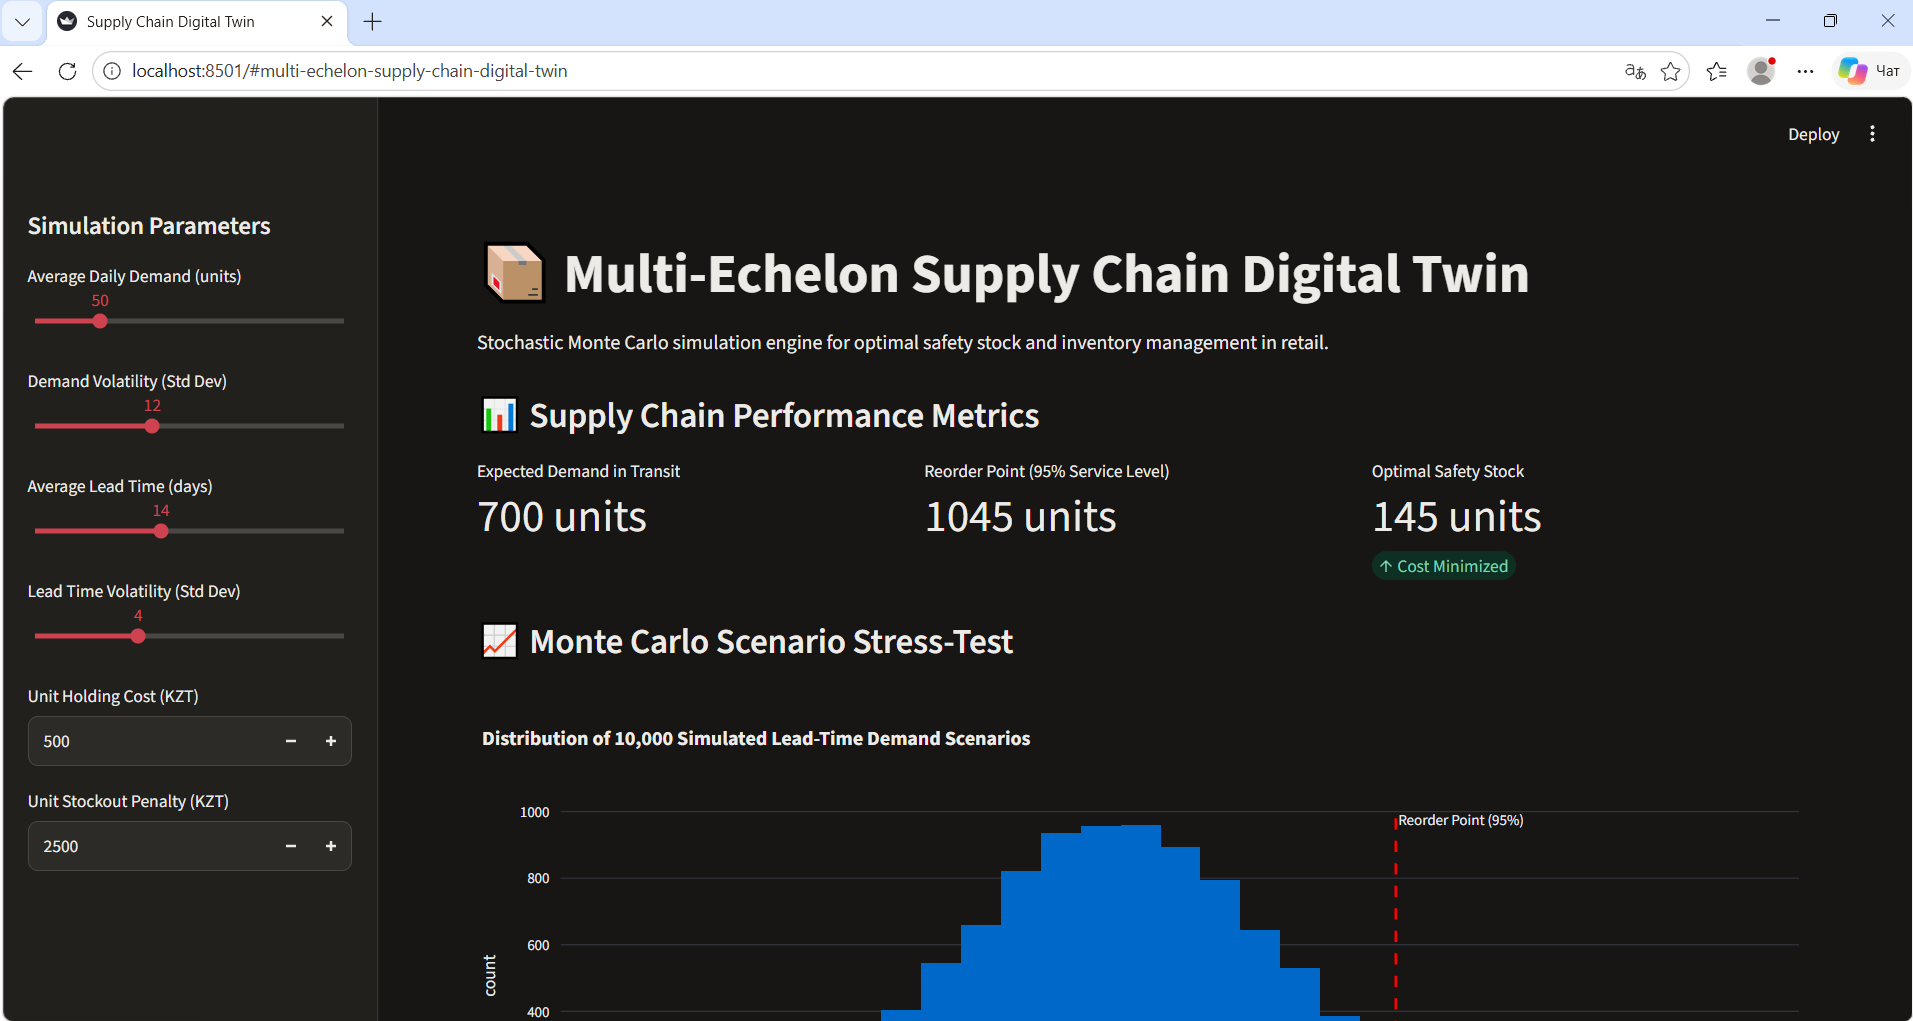 Supply Chain Digital Twin
localhost:8501/#multi-echelon-supply-chain-digital-twin
Чат
Deploy
Simulation Parameters
Average Daily Demand (units)
50
Demand Volatility (Std Dev)
12
Average Lead Time (days)
14
Lead Time Volatility (Std Dev)
4
Unit Holding Cost (KZT)
500
Unit Stockout Penalty (KZT)
2500
Multi-Echelon Supply Chain Digital Twin
Stochastic Monte Carlo simulation engine for optimal safety stock and inventory management in retail.
Supply Chain Performance Metrics
Expected Demand in Transit
700 units
Reorder Point (95% Service Level)
1045 units
Optimal Safety Stock
145 units
↑ Cost Minimized
Monte Carlo Scenario Stress-Test
Distribution of 10,000 Simulated Lead-Time Demand Scenarios
1000
Reorder Point (95%)
800
600
count
400